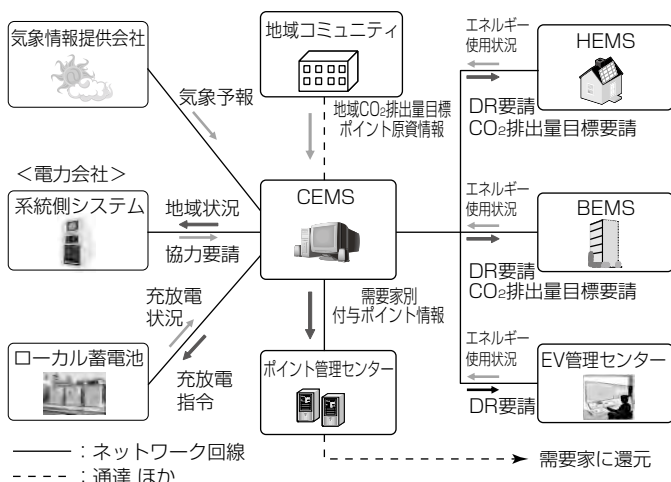 気象情報提供会社
地域コミュニティ
エネルギー
使用状況
HEMS
気象予報
地域CO₂排出量目標
ポイント原資情報
DR要請
CO₂排出量目標要請
<電力会社>
系統側システム
地域状況
協力要請
CEMS
エネルギー
使用状況
BEMS
DR要請
CO₂排出量目標要請
充放電
状況
需要家別
付与ポイント情報
ローカル蓄電池
充放電
指令
ポイント管理センター
エネルギー
使用状況
EV管理センター
DR要請
:ネットワーク回線
:通達 ほか
需要家に還元